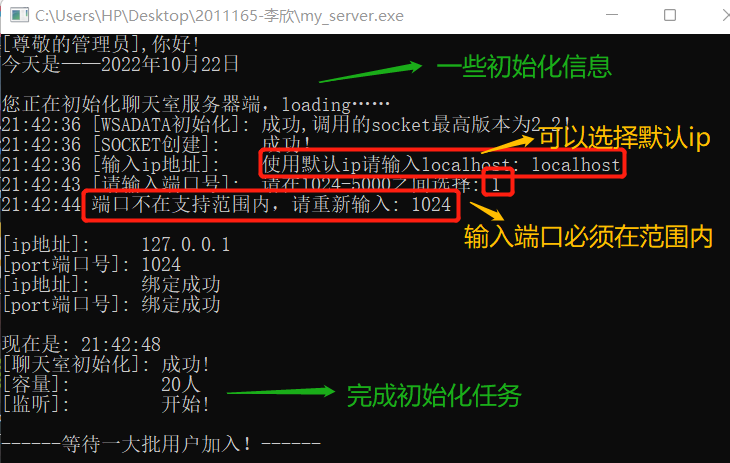 C:\Users\HP\Desktop\2011165-李欣\my_server.exe
[尊敬的管理员],你好!
今天是——2022年10月22日
一些初始化信息
您正在初始化聊天室服务器端，loading……
21:42:36 [WSADATA初始化]: 成功,调用的socket最高版本为2.2!
21:42:36 [SOCKET创建]: 成功!
可以选择默认ip
21:42:36 [输入ip地址]: 使用默认ip请输入localhost: localhost
21:42:43 [请输入端口号]: 请在1024-5000之间选择: 1
21:42:44 端口不在支持范围内，请重新输入: 1024
输入端口必须在范围内
[ip地址]: 127.0.0.1
[port端口号]: 1024
[ip地址]: 绑定成功
[port端口号]: 绑定成功
现在是: 21:42:48
[聊天室初始化]: 成功!
[容量]: 20人
[监听]: 开始!
完成初始化任务
------等待一大批用户加入！------